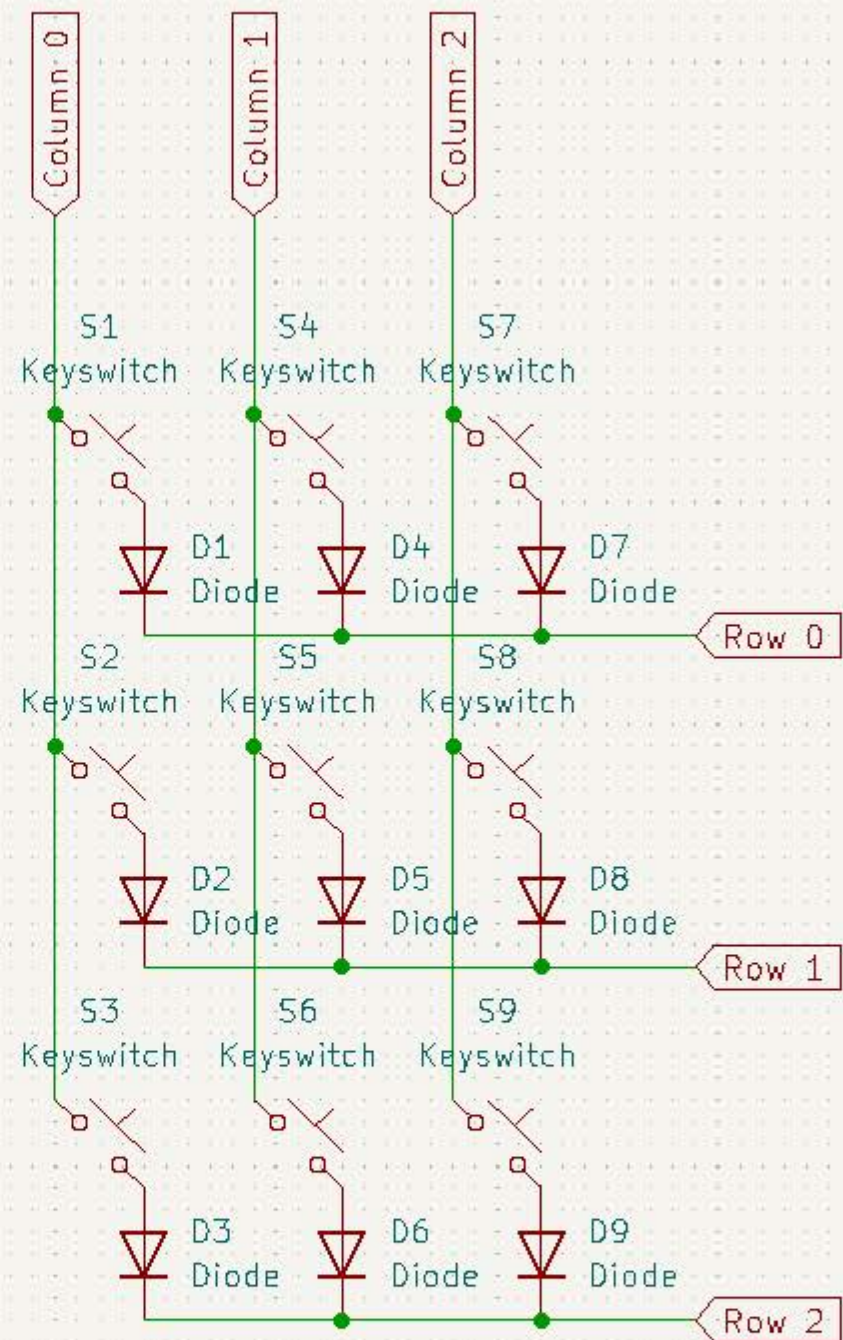 Column 0
Column 1
Column 2
S1
S4
S7
Keyswitch
Keyswitch
Keyswitch
D1
D4
D7
Diode
Diode
Diode
Row 0
S2
S5
S8
Keyswitch
Keyswitch
Keyswitch
D2
D5
D8
Diode
Diode
Diode
Row 1
S3
S6
S9
Keyswitch
Keyswitch
Keyswitch
D3
D6
D9
Diode
Diode
Diode
Row 2